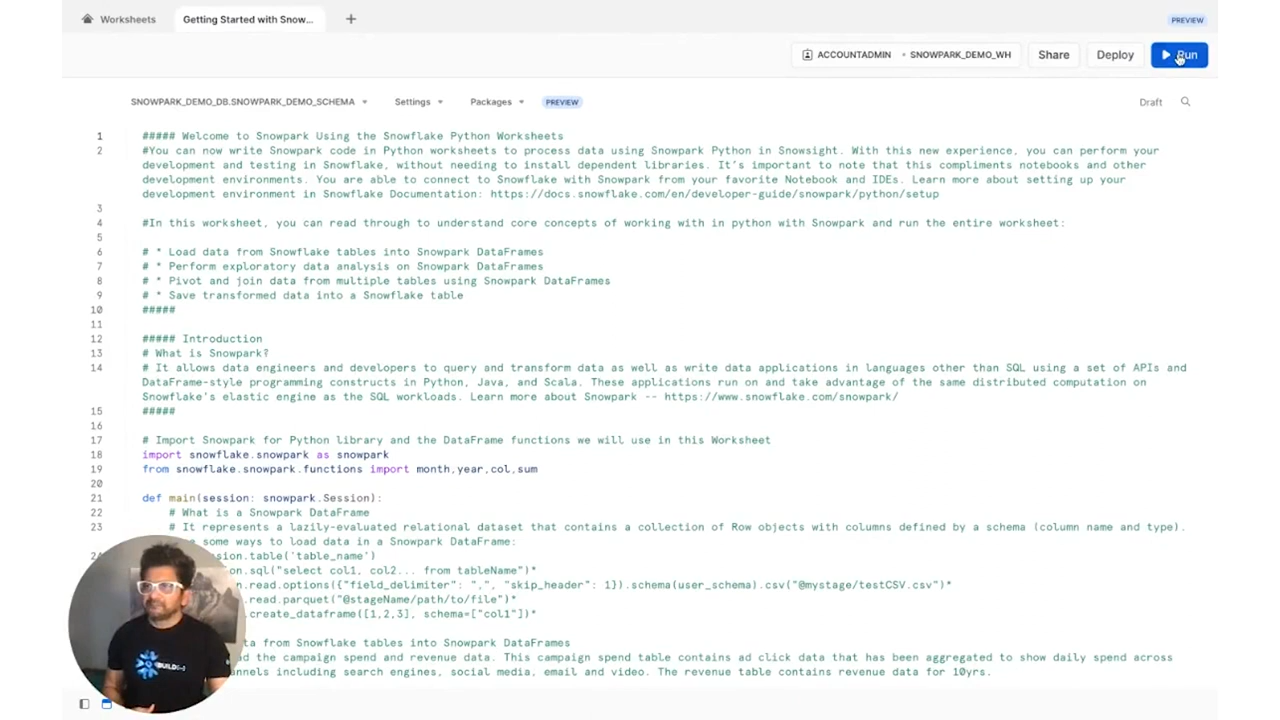 Worksheets
Getting Started with Snow...
+
PREVIEW
ACCOUNTADMIN • SNOWPARK_DEMO_WH
Share
Deploy
Run
SNOWPARK_DEMO_DB.SNOWPARK_DEMO_SCHEMA
Settings
Packages
PREVIEW
Draft
1 ##### Welcome to Snowpark Using the Snowflake Python Worksheets
2 #You can now write Snowpark code in Python worksheets to process data using Snowpark Python in Snowsight. With this new experience, you can perform your
development and testing in Snowflake, without needing to install dependent libraries. It's important to note that this compliments notebooks and other
development environments. You are able to connect to Snowflake with Snowpark from your favorite Notebook and IDEs. Learn more about setting up your
development environment in Snowflake Documentation: https://docs.snowflake.com/en/developer-guide/snowpark/python/setup
3
4 #In this worksheet, you can read through to understand core concepts of working with in python with Snowpark and run the entire worksheet:
5
6 # * Load data from Snowflake tables into Snowpark DataFrames
7 # * Perform exploratory data analysis on Snowpark DataFrames
8 # * Pivot and join data from multiple tables using Snowpark DataFrames
9 # * Save transformed data into a Snowflake table
10 #####
11
12 ##### Introduction
13 # What is Snowpark?
14 # It allows data engineers and developers to query and transform data as well as write data applications in languages other than SQL using a set of APIs and
DataFrame-style programming constructs in Python, Java, and Scala. These applications run on and take advantage of the same distributed computation on
Snowflake's elastic engine as the SQL workloads. Learn more about Snowpark -- https://www.snowflake.com/snowpark/
15 #####
16
17 # Import Snowpark for Python library and the DataFrame functions we will use in this Worksheet
18 import snowflake.snowpark as snowpark
19 from snowflake.snowpark.functions import month,year,col,sum
20
21 def main(session: snowpark.Session):
22 # What is a Snowpark DataFrame
23 # It represents a lazily-evaluated relational dataset that contains a collection of Row objects with columns defined by a schema (column name and type).
some ways to load data in a Snowpark DataFrame:
sion.table('table_name')
ion.sql("select col1, col2... from tableName")*
.read.options({"field_delimiter": ",", "skip_header": 1}).schema(user_schema).csv("@mystage/testCSV.csv")*
.read.parquet("@stageName/path/to/file")*
.create_dataframe([1,2,3], schema=["col1"])*
ta from Snowflake tables into Snowpark DataFrames
ad the campaign spend and revenue data. This campaign spend table contains ad click data that has been aggregated to show daily spend across
nnels including search engines, social media, email and video. The revenue table contains revenue data for 10yrs.
BUILD